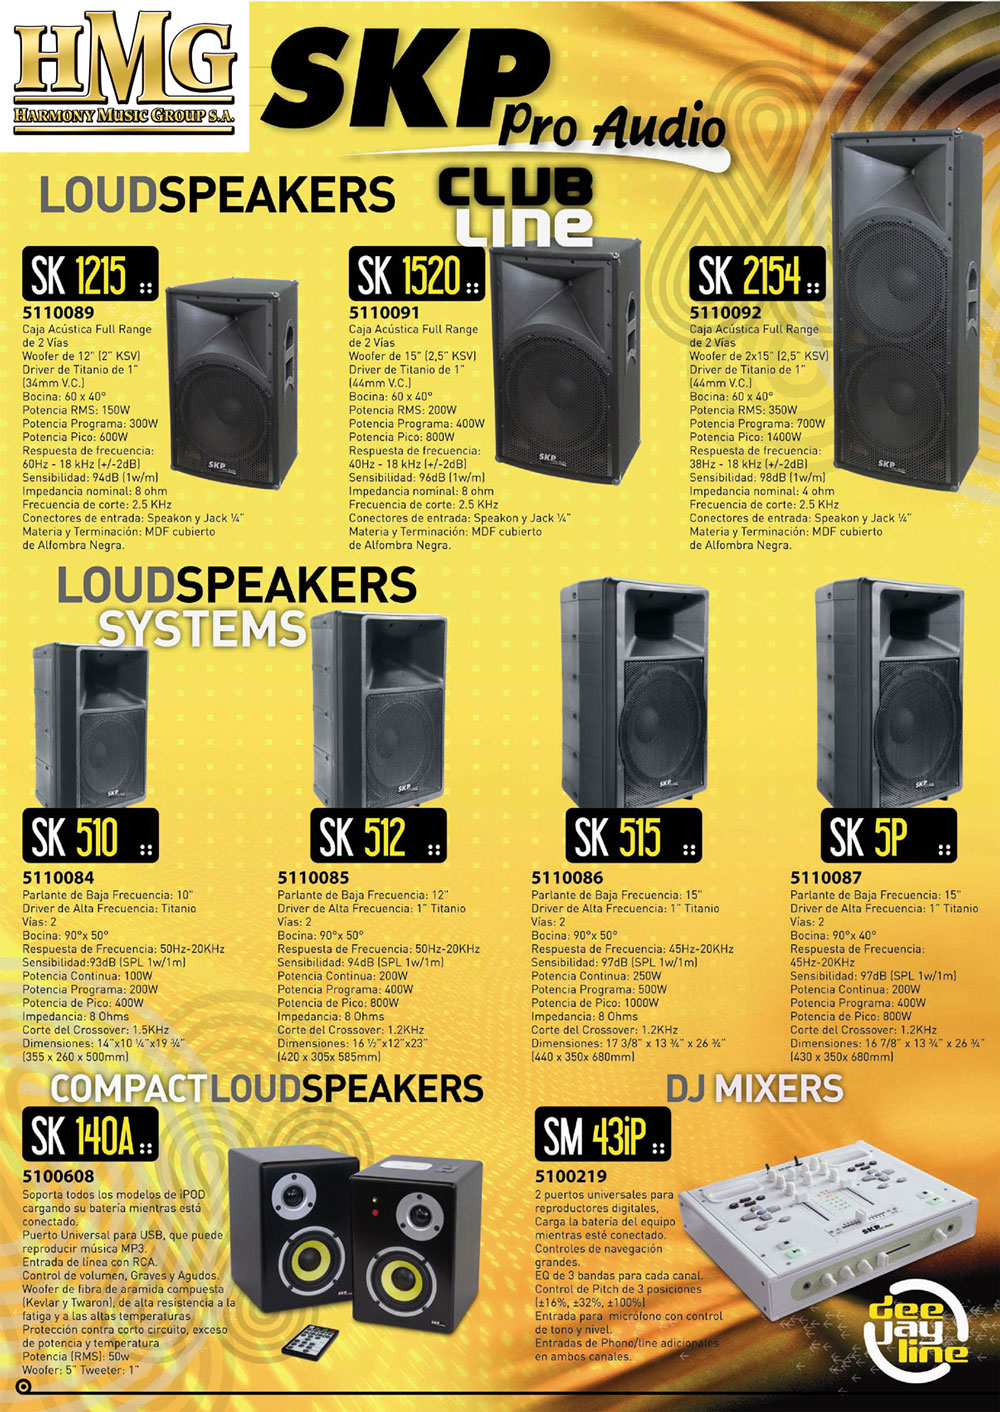 HMG
HARMONY MUSIC GROUP S.A.
SKP
Pro Audio
LOUDSPEAKERS
CLUB
LINE
SK 1215 ::
5110089
Caja Acústica Full Range
de 2 Vías
Woofer de 12" (2" KSV)
Driver de Titanio de 1"
(34mm V.C.)
Bocina: 60 x 40°
Potencia RMS: 150W
Potencia Programa: 300W
Potencia Pico: 600W
Respuesta de frecuencia:
60Hz - 18 kHz (+/-2dB)
Sensibilidad: 94dB (1w/m)
Impedancia nominal: 8 ohm
Frecuencia de corte: 2.5 KHz
Conectores de entrada: Speakon y Jack ¼"
Materia y Terminación: MDF cubierto
de Alfombra Negra.
SKP
SK 1520 ::
5110091
Caja Acústica Full Range
de 2 Vías
Woofer de 15" (2,5" KSV)
Driver de Titanio de 1"
(44mm V.C.)
Bocina: 60 x 40°
Potencia RMS: 200W
Potencia Programa: 400W
Potencia Pico: 800W
Respuesta de frecuencia:
40Hz - 18 kHz (+/-2dB)
Sensibilidad: 96dB (1w/m)
Impedancia nominal: 8 ohm
Frecuencia de corte: 2.5 KHz
Conectores de entrada: Speakon y Jack ¼"
Materia y Terminación: MDF cubierto
de Alfombra Negra.
SKP
SK 2154 ::
5110092
Caja Acústica Full Range
de 2 Vías
Woofer de 2x15" (2,5" KSV)
Driver de Titanio de 1"
(44mm V.C.)
Bocina: 60 x 40°
Potencia RMS: 350W
Potencia Programa: 700W
Potencia Pico: 1400W
Respuesta de frecuencia:
38Hz - 18 kHz (+/-2dB)
Sensibilidad: 98dB (1w/m)
Impedancia nominal: 4 ohm
Frecuencia de corte: 2.5 KHz
Conectores de entrada: Speakon y Jack ¼"
Materia y Terminación: MDF cubierto
de Alfombra Negra.
SKP
LOUDSPEAKERS
SYSTEMS
SKP
SK 510 ::
5110084
Parlante de Baja Frecuencia: 10"
Driver de Alta Frecuencia: Titanio
Vías: 2
Bocina: 90°x 50°
Respuesta de Frecuencia: 50Hz-20KHz
Sensibilidad:93dB (SPL 1w/1m)
Potencia Continua: 100W
Potencia Programa: 200W
Potencia de Pico: 400W
Impedancia: 8 Ohms
Corte del Crossover: 1.5KHz
Dimensiones: 14"x10 ¼"x19 ¾"
(355 x 260 x 500mm)
SKP
SK 512 ::
5110085
Parlante de Baja Frecuencia: 12"
Driver de Alta Frecuencia: 1" Titanio
Vías: 2
Bocina: 90°x 50°
Respuesta de Frecuencia: 50Hz-20KHz
Sensibilidad: 94dB (SPL 1w/1m)
Potencia Continua: 200W
Potencia Programa: 400W
Potencia de Pico: 800W
Impedancia: 8 Ohms
Corte del Crossover: 1.2KHz
Dimensiones: 16 ½"x12"x23"
(420 x 305x 585mm)
SKP
SK 515 ::
5110086
Parlante de Baja Frecuencia: 15"
Driver de Alta Frecuencia: 1" Titanio
Vías: 2
Bocina: 90°x 50°
Respuesta de Frecuencia: 45Hz-20KHz
Sensibilidad: 97dB (SPL 1w/1m)
Potencia Continua: 250W
Potencia Programa: 500W
Potencia de Pico: 1000W
Impedancia: 8 Ohms
Corte del Crossover: 1.2KHz
Dimensiones: 17 3/8" x 13 ¾" x 26 ¾"
(440 x 350x 680mm)
SKP
SK 5P ::
5110087
Parlante de Baja Frecuencia: 15"
Driver de Alta Frecuencia: 1" Titanio
Vías: 2
Bocina: 90°x 40°
Respuesta de Frecuencia:
45Hz-20KHz
Sensibilidad: 97dB (SPL 1w/1m)
Potencia Continua: 200W
Potencia Programa: 400W
Potencia de Pico: 800W
Corte del Crossover: 1.2KHz
Dimensiones: 16 7/8" x 13 ¾" x 26 ¾"
(430 x 350x 680mm)
COMPACTLOUDSPEAKERS
SK 140A ::
5100608
Soporta todos los modelos de iPOD
cargando su batería mientras está
conectado.
Puerto Universal para USB, que puede
reproducir música MP3.
Entrada de línea con RCA.
Control de volumen, Graves y Agudos.
Woofer de fibra de aramida compuesta
(Kevlar y Twaron), de alta resistencia a la
fatiga y a las altas temperaturas
Protección contra corto circuito, exceso
de potencia y temperatura
Potencia (RMS): 50w
Woofer: 5" Tweeter: 1"
SKP
DJ MIXERS
SM 43iP ::
5100219
2 puertos universales para
reproductores digitales,
Carga la batería del equipo
mientras esté conectado.
Controles de navegación
grandes.
EQ de 3 bandas para cada canal.
Control de Pitch de 3 posiciones
(±16%, ±32%, ±100%)
Entrada para micrófono con control
de tono y nivel.
Entradas de Phono/line adicionales
en ambos canales.
SKP
dee
jay
line